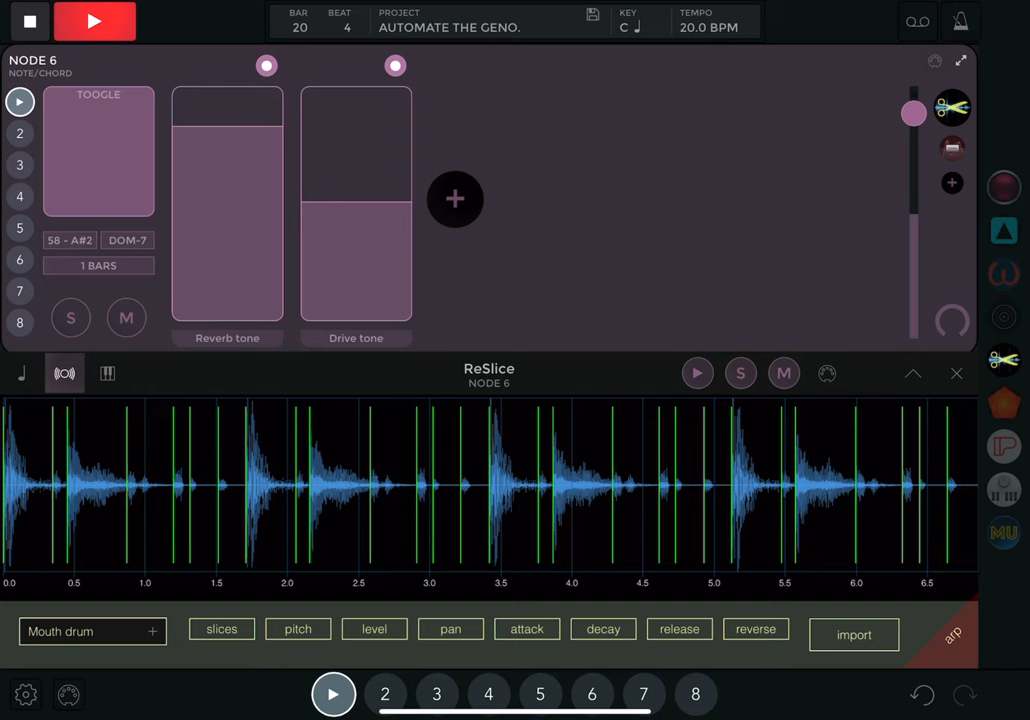 BAR BEAT PROJECT KEY TEMPO
20 4 AUTOMATE THE GENO. C ♩ 20.0 BPM
NODE 6
NOTE/CHORD
TOOGLE
2
3
4
5
6
7
8
58 - A#2 DOM-7
1 BARS
S M
Reverb tone Drive tone
ReSlice
NODE 6
S M
0.0 0.5 1.0 1.5 2.0 2.5 3.0 3.5 4.0 4.5 5.0 5.5 6.0 6.5
Mouth drum + slices pitch level pan attack decay release reverse import arp
MU
2 3 4 5 6 7 8